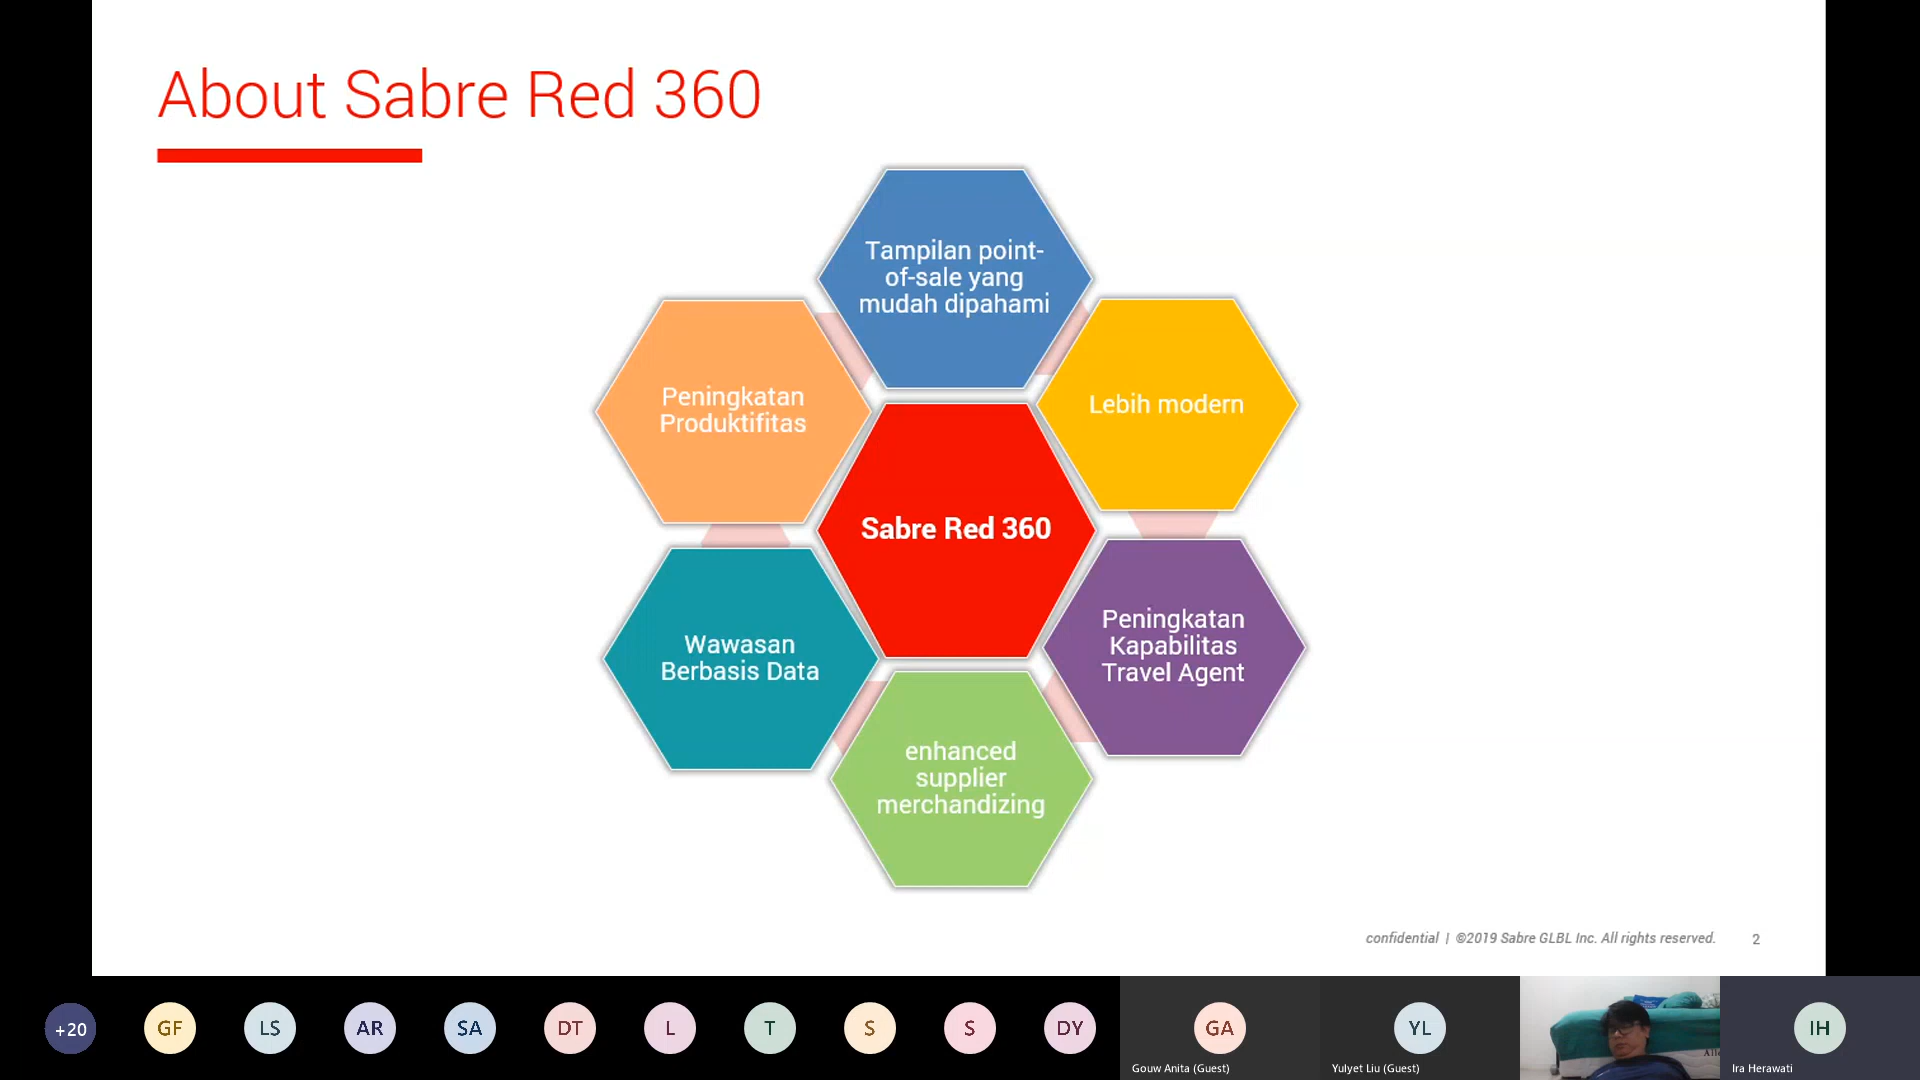 About Sabre Red 360
Tampilan point-
of-sale yang
mudah dipahami
Peningkatan
Produktifitas
Lebih modern
Sabre Red 360
Wawasan
Berbasis Data
Peningkatan
Kapabilitas
Travel Agent
enhanced
supplier
merchandizing
confidential | ©2019 Sabre GLBL Inc. All rights reserved. 2
+20 GF LS AR SA DT L T S S DY GA YL IH
Gouw Anita (Guest) Yulyet Liu (Guest) Ira Herawati